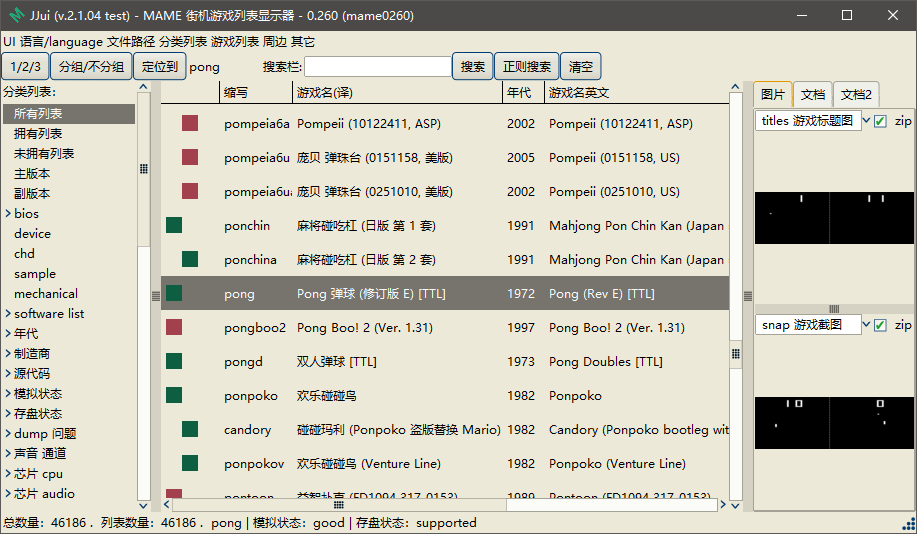 JJui (v.2.1.04 test) - MAME 街机游戏列表显示器 - 0.260 (mame0260)
UI 语言/language 文件路径 分类列表 游戏列表 周边 其它
1/2/3 分组/不分组 定位到 pong 搜索栏: 搜索 正则搜索 清空
分类列表:
所有列表
拥有列表
未拥有列表
主版本
副版本
bios
device
chd
sample
mechanical
software list
年代
制造商
源代码
模拟状态
存盘状态
dump 问题
声音 通道
芯片 cpu
芯片 audio
缩写 游戏名(译) 年代 游戏名英文
pompeia6a Pompeii (10122411, ASP) 2002 Pompeii (10122411, ASP)
pompeia6u 庞贝 弹珠台 (0151158, 美版) 2005 Pompeii (0151158, US)
pompeia6ua 庞贝 弹珠台 (0251010, 美版) 2002 Pompeii (0251010, US)
ponchin 麻将碰吃杠 (日版 第 1 套) 1991 Mahjong Pon Chin Kan (Japan
ponchina 麻将碰吃杠 (日版 第 2 套) 1991 Mahjong Pon Chin Kan (Japan
pong Pong 弹球 (修订版 E) [TTL] 1972 Pong (Rev E) [TTL]
pongboo2 Pong Boo! 2 (Ver. 1.31) 1997 Pong Boo! 2 (Ver. 1.31)
pongd 双人弹球 [TTL] 1973 Pong Doubles [TTL]
ponpoko 欢乐碰碰鸟 1982 Ponpoko
candory 碰碰玛利 (Ponpoko 盗版替换 Mario) 1982 Candory (Ponpoko bootleg wit
ponpokov 欢乐碰碰鸟 (Venture Line) 1982 Ponpoko (Venture Line)
pontoon 益智扑克 (FD1094 317-0153) 1989 Pontoon (FD1094 317-0153)
图片 文档 文档2
titles 游戏标题图 zip
snap 游戏截图 zip
1 0 0
总数量: 46186 . 列表数量: 46186 . pong | 模拟状态: good | 存盘状态: supported